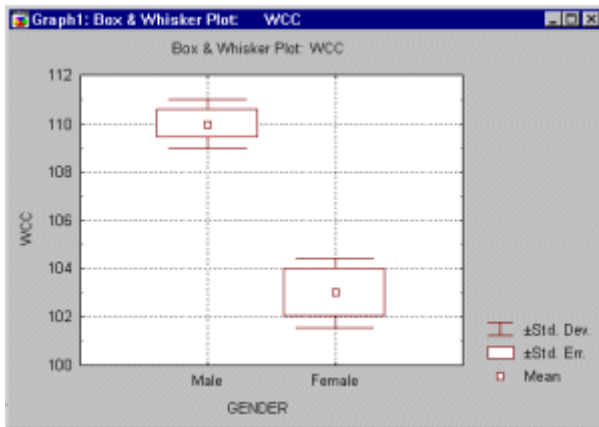 Graph1: Box & Whisker Plot: WCC
Box & Whisker Plot: WCC
112
110
108
106
104
102
100
WCC
Male Female
GENDER
±Std. Dev.
±Std. Err.
Mean